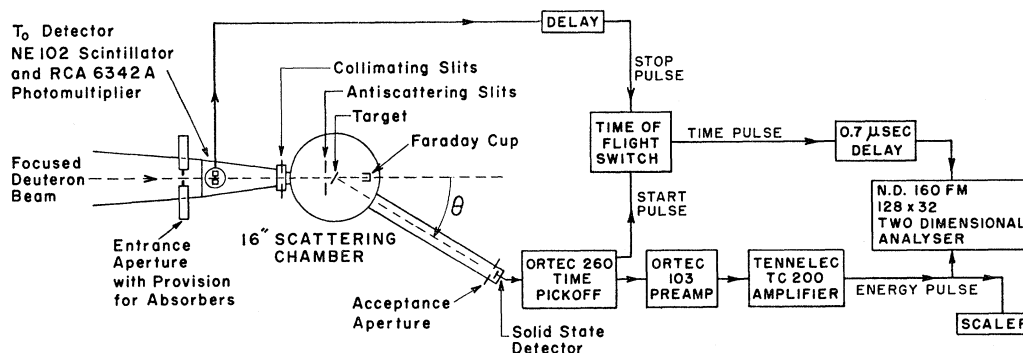 T₀ Detector
NE 102 Scintillator
and RCA 6342A
Photomultiplier
Focused
Deuteron
Beam
Entrance
Aperture
with Provision
for Absorbers
Collimating Slits
Antiscattering Slits
Target
Faraday Cup
16" SCATTERING
CHAMBER
θ
Acceptance
Aperture
Solid State
Detector
DELAY
STOP
PULSE
TIME OF
FLIGHT
SWITCH
START
PULSE
TIME PULSE
0.7 μSEC
DELAY
N.D. 160 FM
128 x 32
TWO DIMENSIONAL
ANALYSER
ORTEC 260
TIME
PICKOFF
ORTEC
103
PREAMP
TENNELEC
TC 200
AMPLIFIER
ENERGY PULSE
SCALER